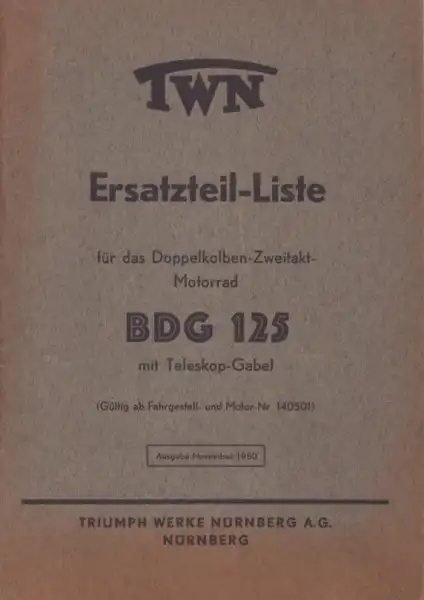 TWN
Ersatzteil-Liste
für das Doppelkolben-Zweitakt-
Motorrad
BDG 125
mit Teleskop-Gabel
(Gültig ab Fahrgestell- und Motor-Nr. 140501)
Ausgabe November 1950
TRIUMPH WERKE NÜRNBERG A.G.
NÜRNBERG